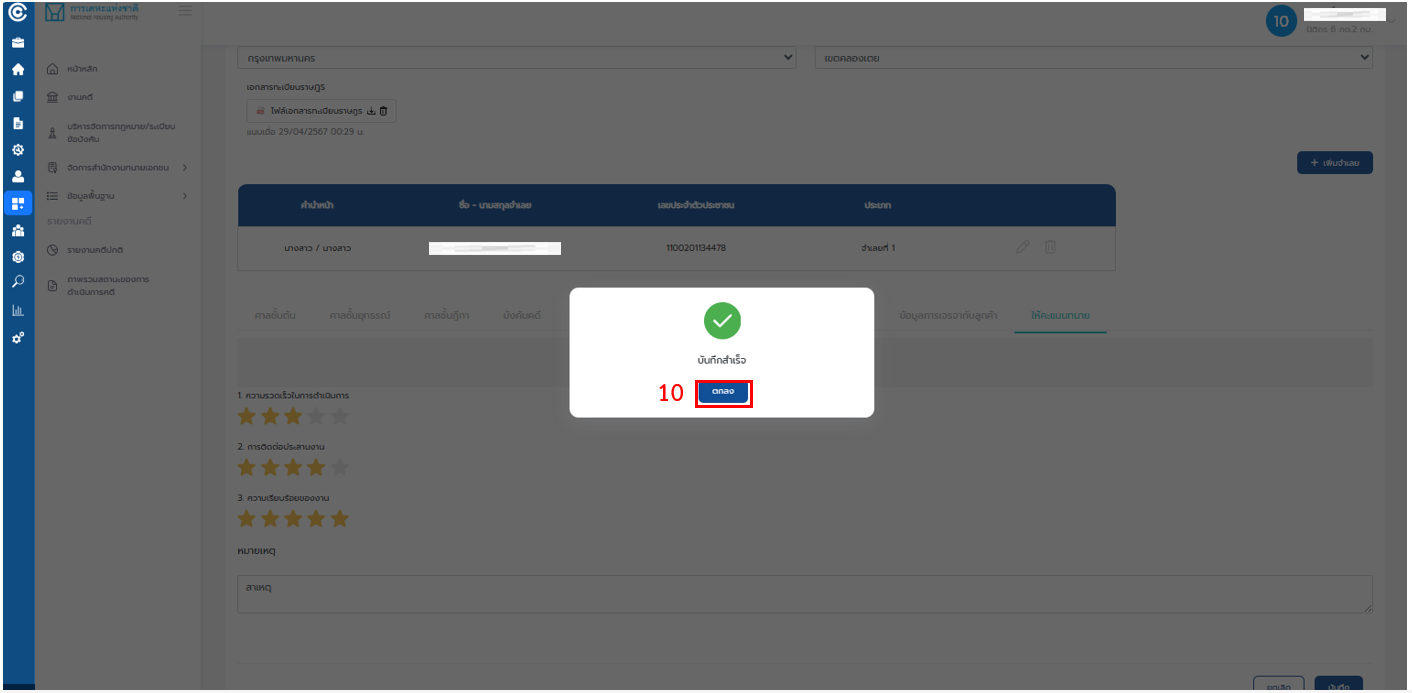 การเคหะแห่งชาติ
National Housing Authority
10
นิติกร 6 กด.2 กม.
หน้าหลัก
งานคดี
บริหารจัดการกฎหมาย/ระเบียบ
ข้อบังคับ
จัดการสำนักงานทนายเอกชน
ข้อมูลพื้นฐาน
รายงานคดี
รายงานคดีปกติ
ภาพรวมสถานะของการ
ดำเนินการคดี
กรุงเทพมหานคร เขตคลองเตย
เอกสารทะเบียนราษฎร
ไฟล์เอกสารทะเบียนราษฎร
แนบเมื่อ 29/04/2567 00:29 น.
+ เพิ่มจำเลย
คำนำหน้า ชื่อ - นามสกุลจำเลย เลขประจำตัวประชาชน ประเภท
นางสาว / นางสาว 1100201134478 จำเลยที่ 1
ศาลชั้นต้น ศาลชั้นอุทธรณ์ ศาลชั้นฎีกา บังคับคดี ข้อมูลการเจรจากับลูกค้า ให้คะแนนทนาย
บันทึกสำเร็จ
10 ตกลง
1. ความรวดเร็วในการดำเนินการ
2. การติดต่อประสานงาน
3. ความเรียบร้อยของงาน
หมายเหตุ
สาเหตุ
ยกเลิก บันทึก